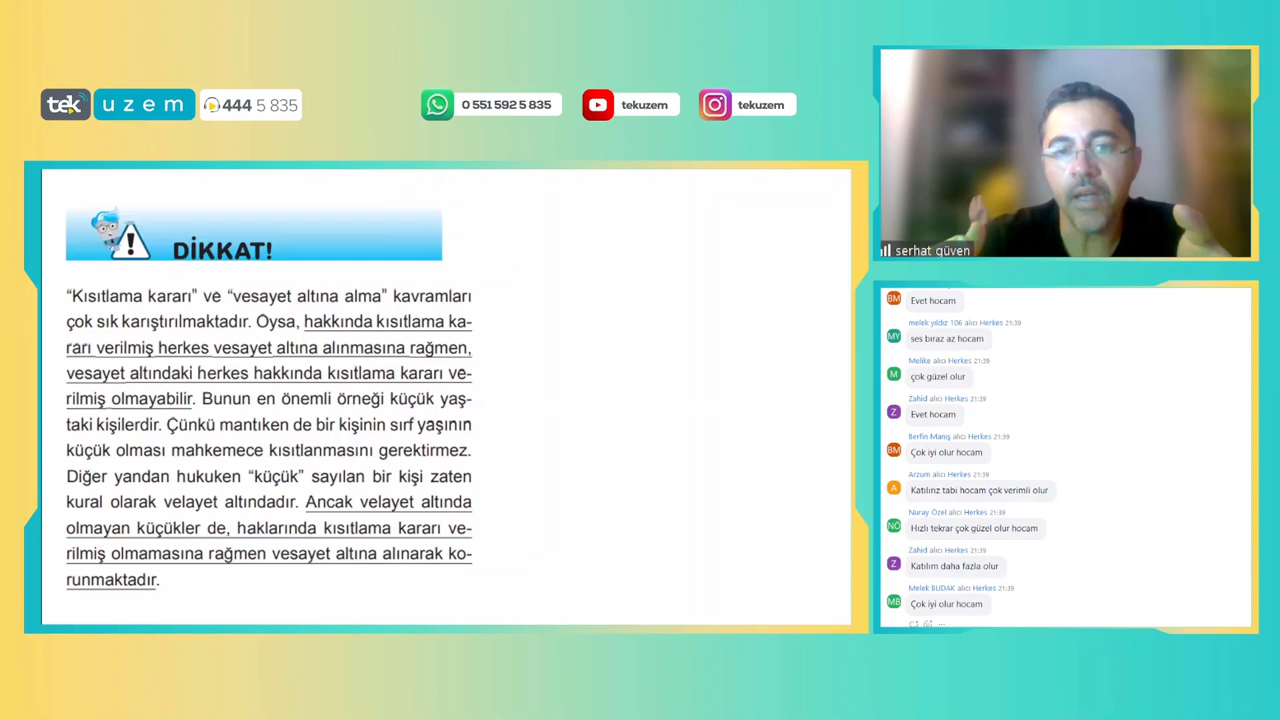 tek uzem 444 5 835
0 551 592 5 835
tekuzem
tekuzem
DİKKAT!
“Kısıtlama kararı” ve “vesayet altına alma” kavramları
çok sık karıştırılmaktadır. Oysa, hakkında kısıtlama ka-
rarı verilmiş herkes vesayet altına alınmasına rağmen,
vesayet altındaki herkes hakkında kısıtlama kararı ve-
rilmiş olmayabilir. Bunun en önemli örneği küçük yaş-
taki kişilerdir. Çünkü mantıken de bir kişinin sırf yaşının
küçük olması mahkemece kısıtlanmasını gerektirmez.
Diğer yandan hukuken “küçük” sayılan bir kişi zaten
kural olarak velayet altındadır. Ancak velayet altında
olmayan küçükler de, haklarında kısıtlama kararı ve-
rilmiş olmamasına rağmen vesayet altına alınarak ko-
runmaktadır.
serhat güven
BM Evet hocam
melek yıldız 106 alıcı Herkes 21:39
MY ses bıraz az hocam
Melike alıcı Herkes 21:39
M çok güzel olur
Zahid alıcı Herkes 21:39
Z Evet hocam
Berfin Manış alıcı Herkes 21:39
BM Çok iyi olur hocam
Arzum alıcı Herkes 21:39
A Katılırız tabi hocam çok verimli olur
Nuray Özel alıcı Herkes 21:39
NÖ Hızlı tekrar çok güzel olur hocam
Zahid alıcı Herkes 21:39
Z Katılım daha fazla olur
Melek BUDAK alıcı Herkes 21:39
MB Çok iyi olur hocam